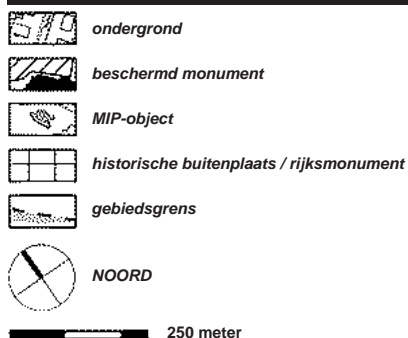 ondergrond
beschermd monument
MIP-object
historische buitenplaats / rijksmonument
gebiedsgrens
NOORD
250 meter